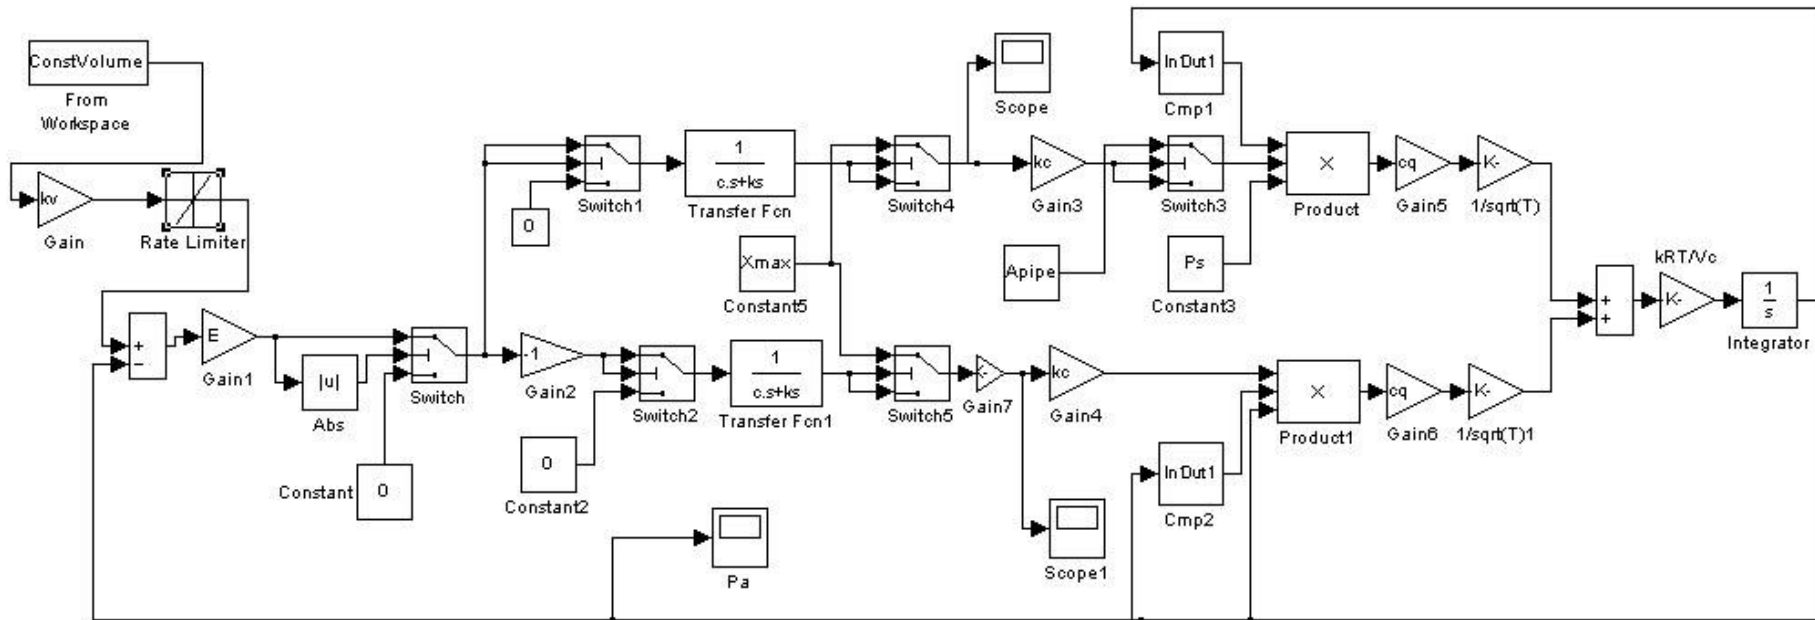 ConstVolume
From
Workspace
kv
Gain
Rate Limiter
+
−
E
Gain1
|u|
Abs
Switch
Constant
0
0
Switch1
1
c.s+ks
Transfer Fcn
-1
Gain2
Switch2
0
Constant2
1
c.s+ks
Transfer Fcn1
Xmax
Constant5
Switch4
Switch5
K-
Gain7
Scope
kc
Gain3
Apipe
Switch3
Ps
Constant3
In Out1
Cmp1
×
Product
cq
Gain5
K-
1/sqrt(T)
kc
Gain4
In Out1
Cmp2
Scope1
Pa
×
Product1
cq
Gain6
K-
1/sqrt(T)1
+
+
kRT/Vc
K-
1
s
Integrator